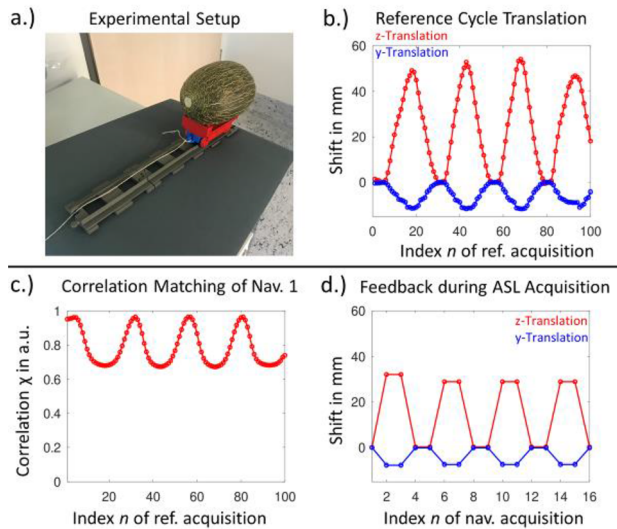 a.) Experimental Setup
b.) Reference Cycle Translation
z-Translation
y-Translation
Shift in mm
60
40
20
0
0 20 40 60 80 100
Index n of ref. acquisition
c.) Correlation Matching of Nav. 1
Correlation χ in a.u.
1
0.8
0.6
0.4
0.2
0
0 20 40 60 80 100
Index n of ref. acquisition
d.) Feedback during ASL Acquisition
z-Translation
y-Translation
Shift in mm
60
40
20
0
2 4 6 8 10 12 14 16
Index n of nav. acquisition